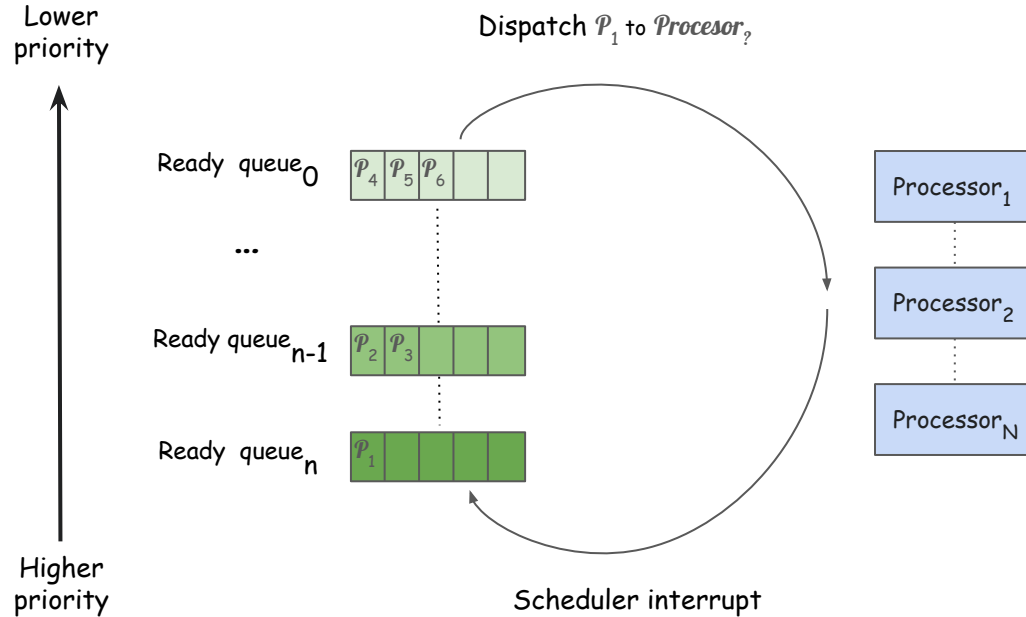 Lower
priority
Dispatch P1 to Procesor?
Ready queue0
P4 P5 P6
Processor1
...
Processor2
Ready queuen-1
P2 P3
ProcessorN
Ready queuen
P1
Higher
priority
Scheduler interrupt